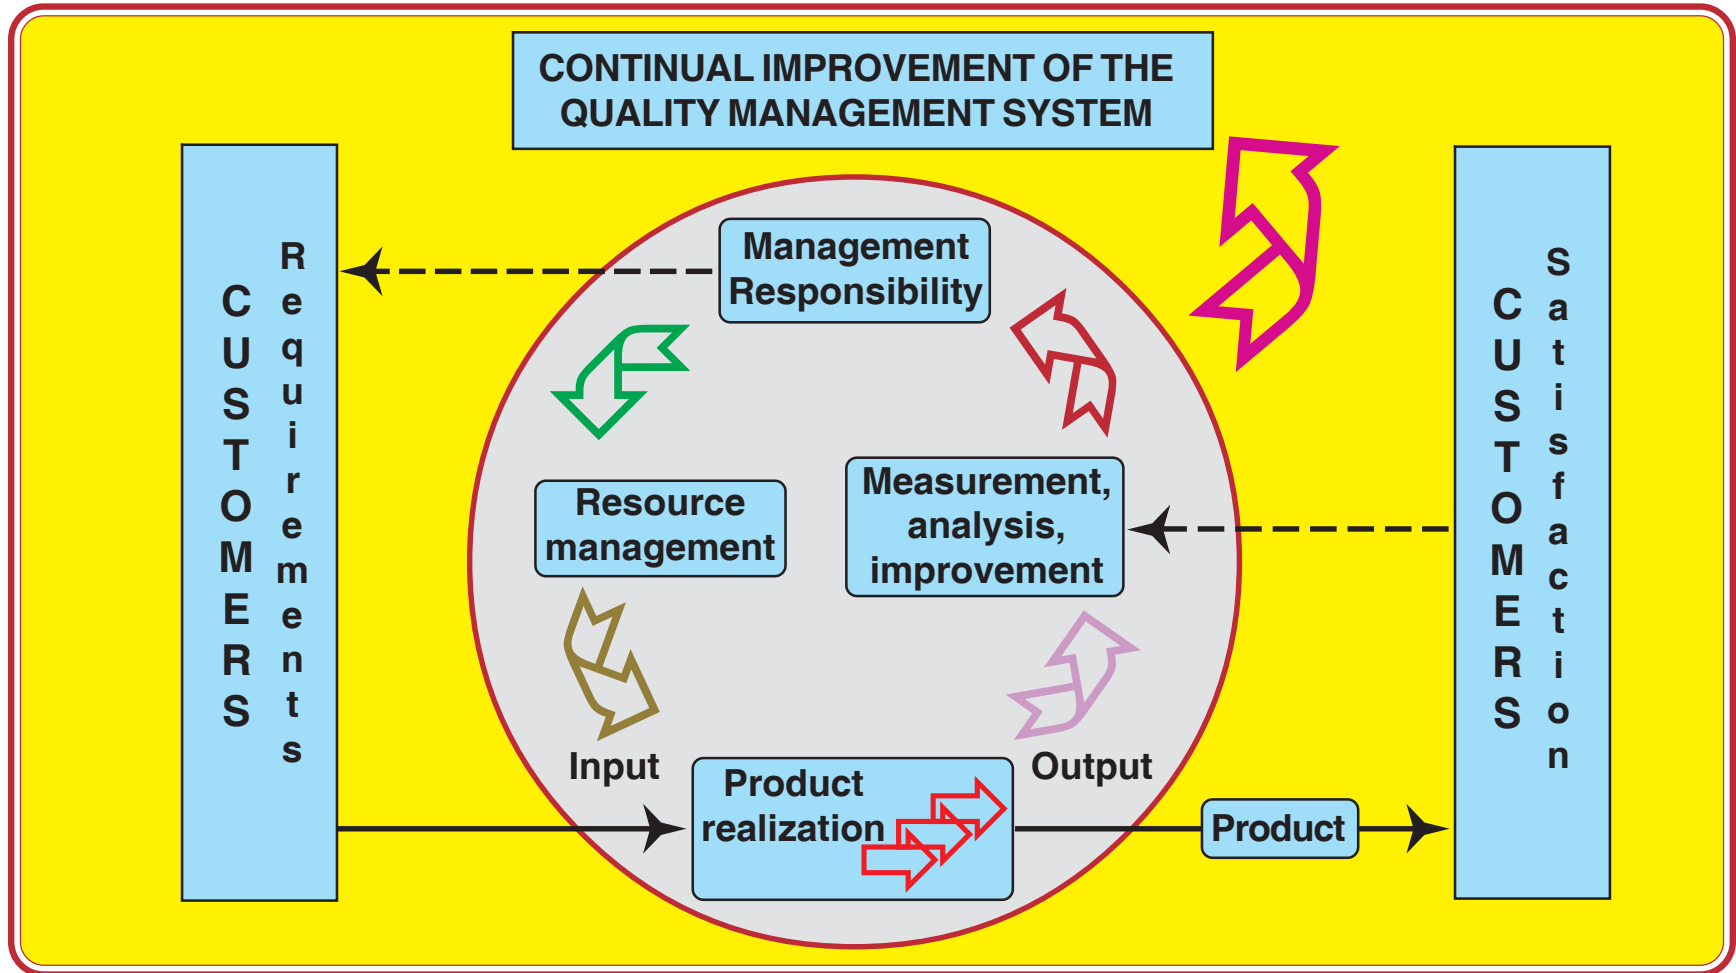 CONTINUAL IMPROVEMENT OF THE
QUALITY MANAGEMENT SYSTEM
CUSTOMERS
Requirements
Management
Responsibility
Resource
management
Measurement,
analysis,
improvement
Input
Product
realization
Output
Product
CUSTOMERS
Satisfaction